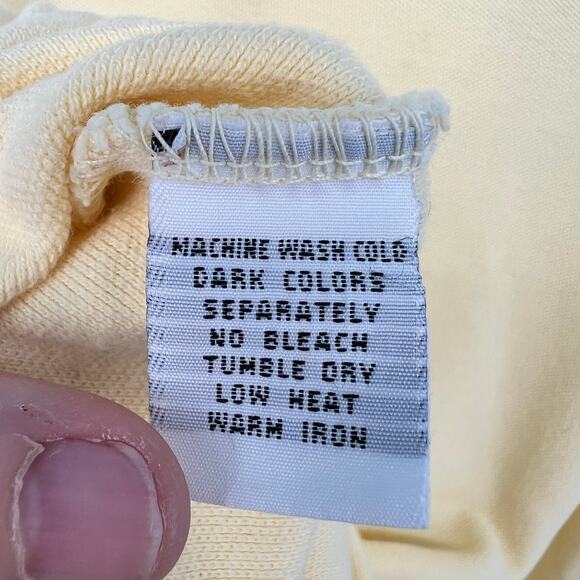 MACHINE WASH COLD
DARK COLORS
SEPARATELY
NO BLEACH
TUMBLE DRY
LOW HEAT
WARM IRON